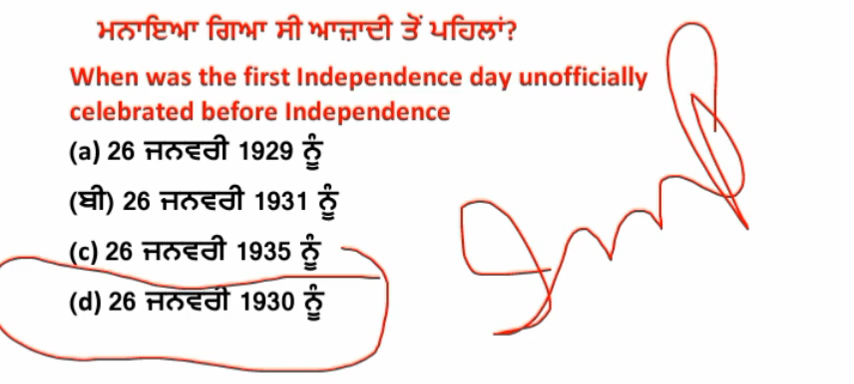 ਮਨਾਇਆ ਗਿਆ ਸੀ ਆਜ਼ਾਦੀ ਤੋਂ ਪਹਿਲਾਂ?
When was the first Independence day unofficially
celebrated before Independence
(a) 26 ਜਨਵਰੀ 1929 ਨੂੰ
(ਬੀ) 26 ਜਨਵਰੀ 1931 ਨੂੰ
(c) 26 ਜਨਵਰੀ 1935 ਨੂੰ
(d) 26 ਜਨਵਰੀ 1930 ਨੂੰ